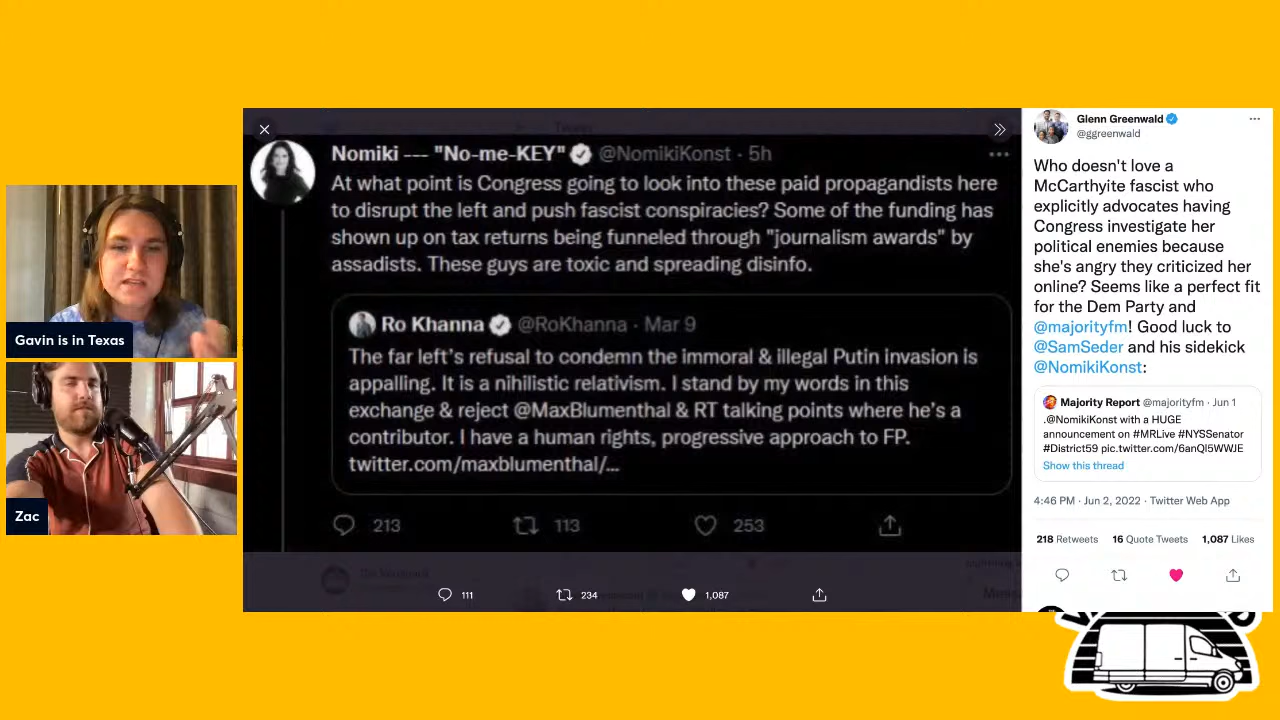 Gavin is in Texas
Zac
Nomiki --- "No-me-KEY" @NomikiKonst · 5h
At what point is Congress going to look into these paid propagandists here
to disrupt the left and push fascist conspiracies? Some of the funding has
shown up on tax returns being funneled through "journalism awards" by
assadists. These guys are toxic and spreading disinfo.
Ro Khanna @RoKhanna · Mar 9
The far left's refusal to condemn the immoral & illegal Putin invasion is
appalling. It is a nihilistic relativism. I stand by my words in this
exchange & reject @MaxBlumenthal & RT talking points where he's a
contributor. I have a human rights, progressive approach to FP.
twitter.com/maxblumenthal/...
213 113 253
111 234 1,087
Glenn Greenwald
@ggreenwald
Who doesn't love a
McCarthyite fascist who
explicitly advocates having
Congress investigate her
political enemies because
she's angry they criticized her
online? Seems like a perfect fit
for the Dem Party and
@majorityfm! Good luck to
@SamSeder and his sidekick
@NomikiKonst:
Majority Report @majorityfm · Jun 1
.@NomikiKonst with a HUGE
announcement on #MRLive #NYSSenator
#District59 pic.twitter.com/6anQl5WWJE
Show this thread
4:46 PM · Jun 2, 2022 · Twitter Web App
218 Retweets 16 Quote Tweets 1,087 Likes